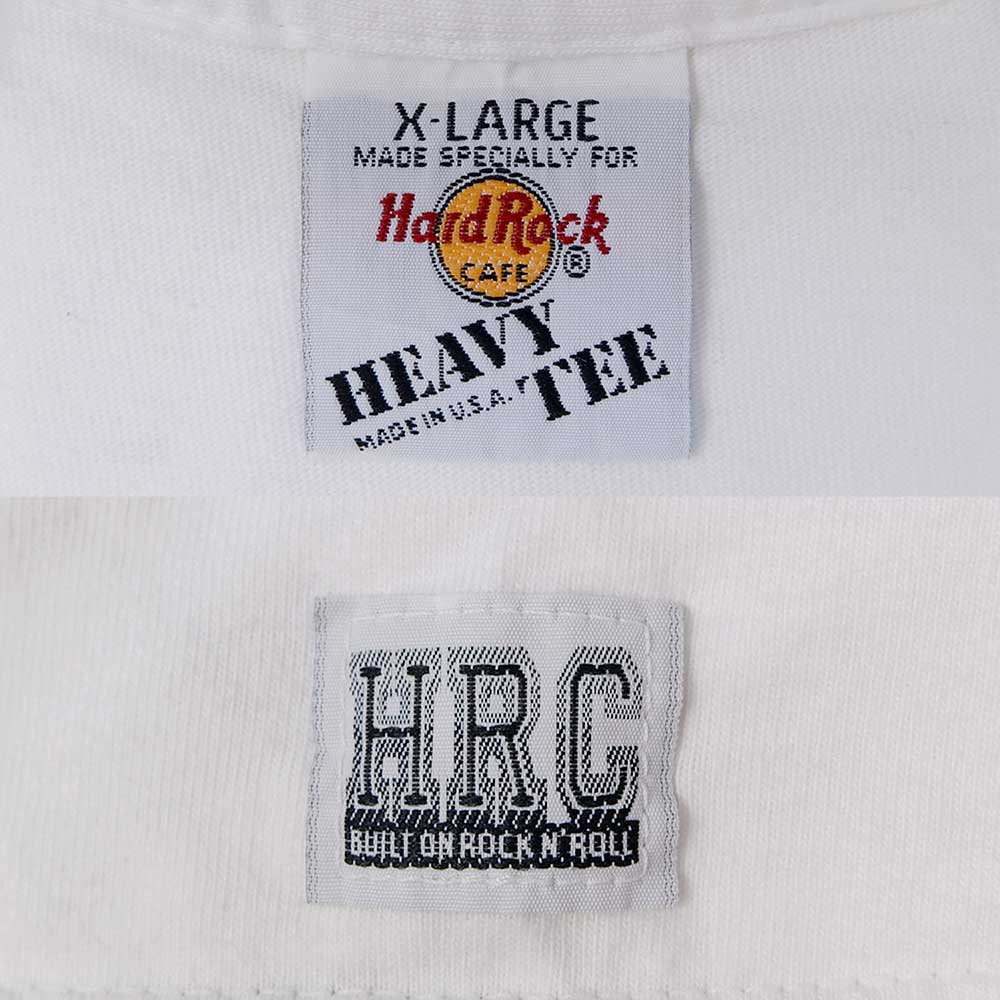 X-LARGE
MADE SPECIALLY FOR
Hard Rock
CAFE ®
HEAVY TEE
MADE IN U.S.A.
HRC
BUILT ON ROCK N' ROLL